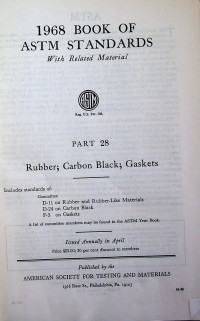 1968 BOOK OF
ASTM STANDARDS
With Related Material
ASTM
Reg. U.S. Pat. Off.
PART 28
Rubber; Carbon Black; Gaskets
Includes standards of:
Committee
D-11 on Rubber and Rubber-Like Materials
D-24 on Carbon Black
F-3 on Gaskets
A list of committee members may be found in the ASTM Year Book
Issued Annually in April
Published by the
AMERICAN SOCIETY FOR TESTING AND MATERIALS
1916 Race St., Philadelphia, Pa. 19103